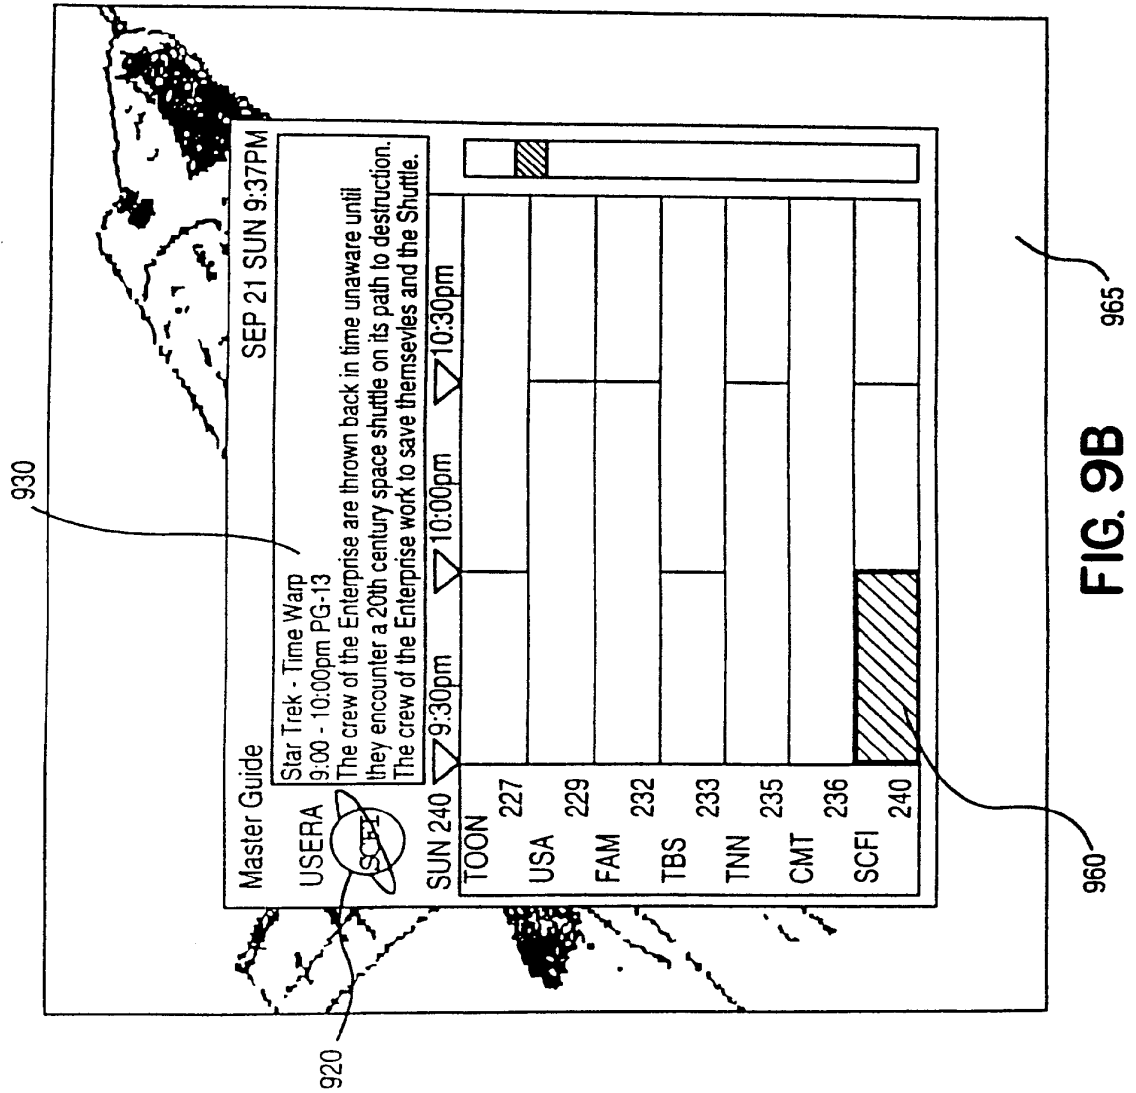 930
Master Guide
SEP 21 SUN 9:37PM
USERA
SCFI
Star Trek - Time Warp
9:00 - 10:00pm PG-13
The crew of the Enterprise are thrown back in time unaware until
they encounter a 20th century space shuttle on its path to destruction.
The crew of the Enterprise work to save themsevles and the Shuttle.
920
SUN 240 9:30pm 10:00pm 10:30pm
TOON 227
USA 229
FAM 232
TBS 233
TNN 235
CMT 236
SCFI 240
960
965
FIG. 9B